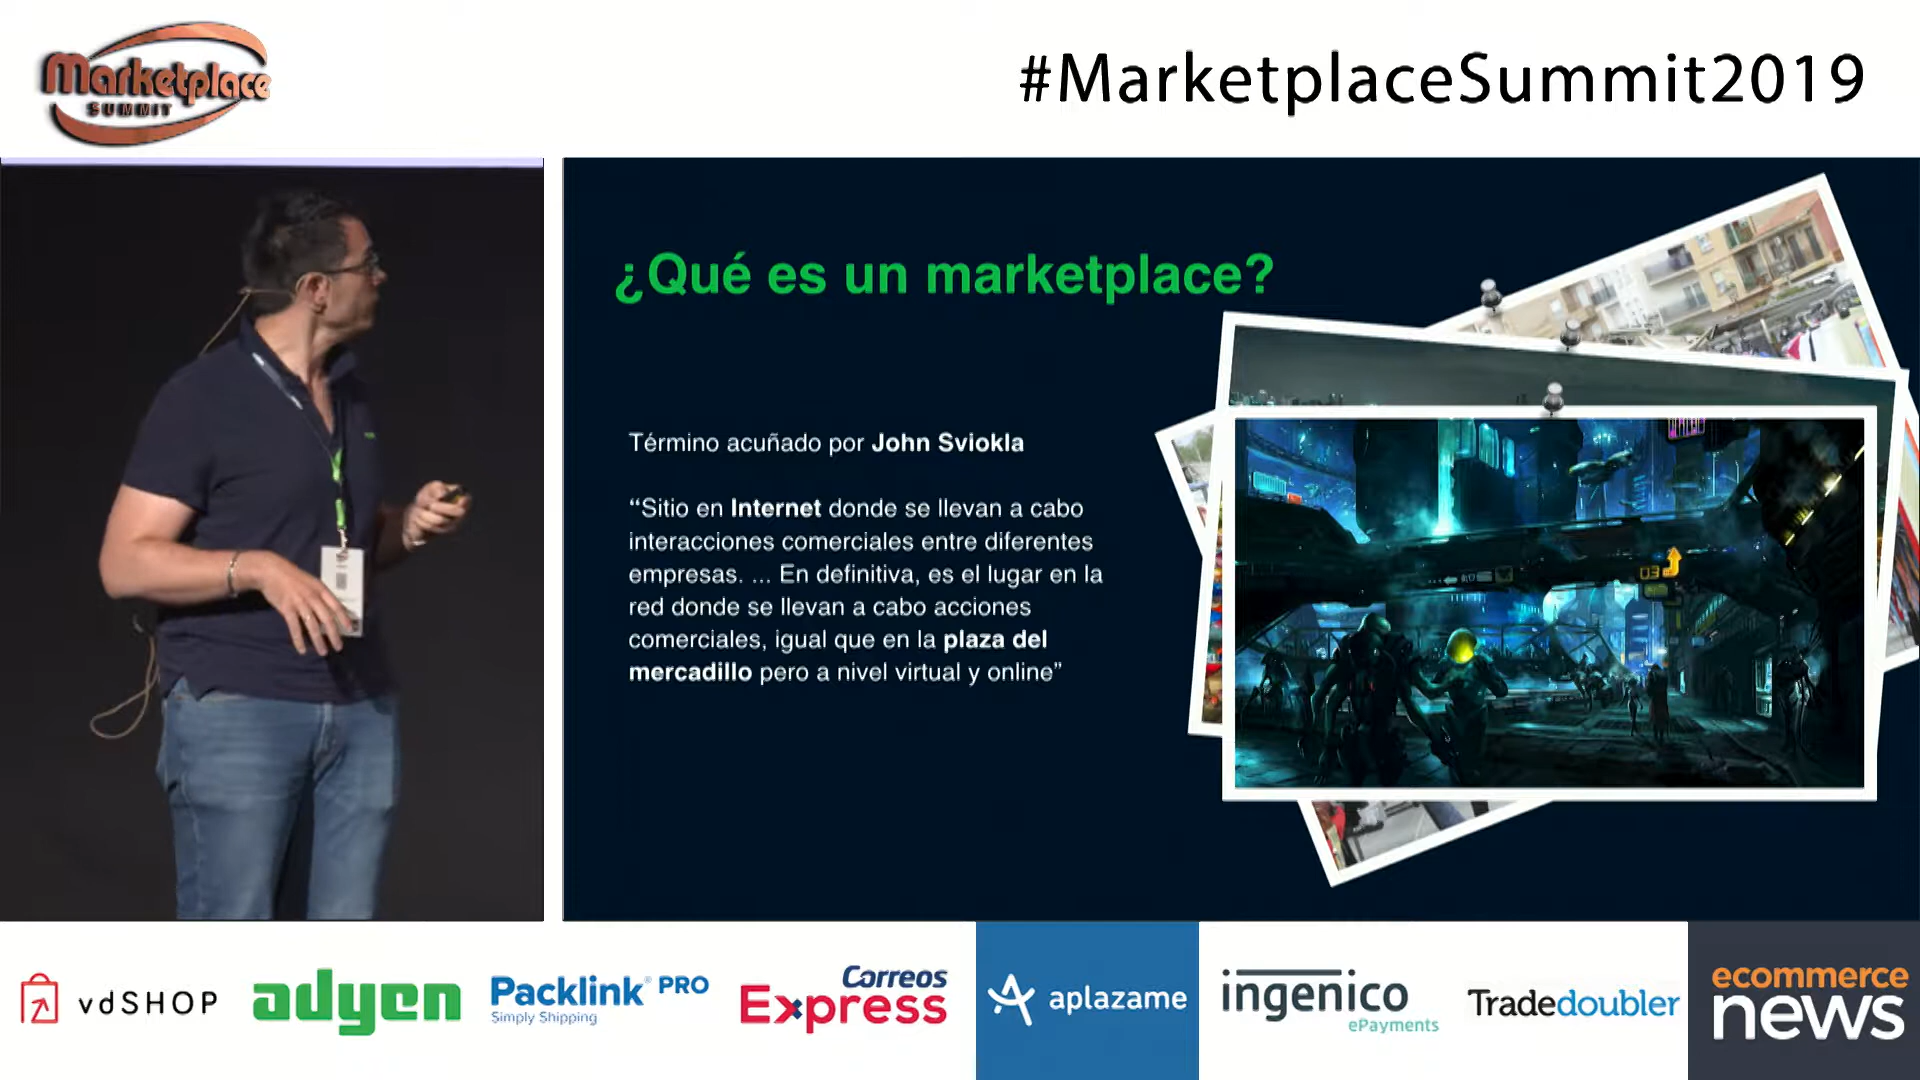 Marketplace
SUMMIT
#MarketplaceSummit2019
¿Qué es un marketplace?
Término acuñado por John Sviokla
“Sitio en Internet donde se llevan a cabo
interacciones comerciales entre diferentes
empresas. ... En definitiva, es el lugar en la
red donde se llevan a cabo acciones
comerciales, igual que en la plaza del
mercadillo pero a nivel virtual y online”
03
vdSHOP
adyen
Packlink PRO
Simply Shipping
Correos
Express
aplazame
ingenico
ePayments
Tradedoubler
ecommerce
news